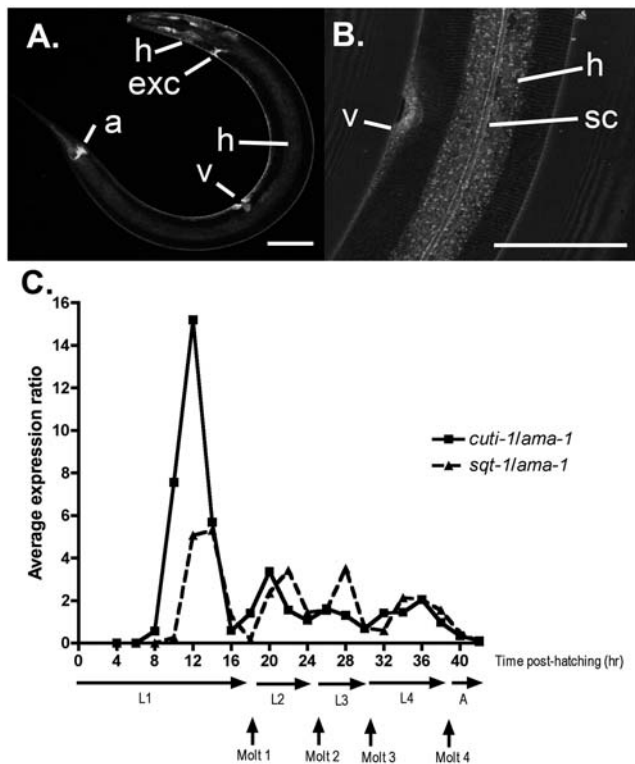 A.
h
exc
a
h
v
B.
h
v
sc
C.
16
14
12
10
8
6
4
2
0
Average expression ratio
cuti-1/ama-1
sqt-1/ama-1
0 4 8 12 16 20 24 28 32 36 40
Time post-hatching (hr)
L1 L2 L3 L4 A
Molt 1 Molt 2 Molt 3 Molt 4